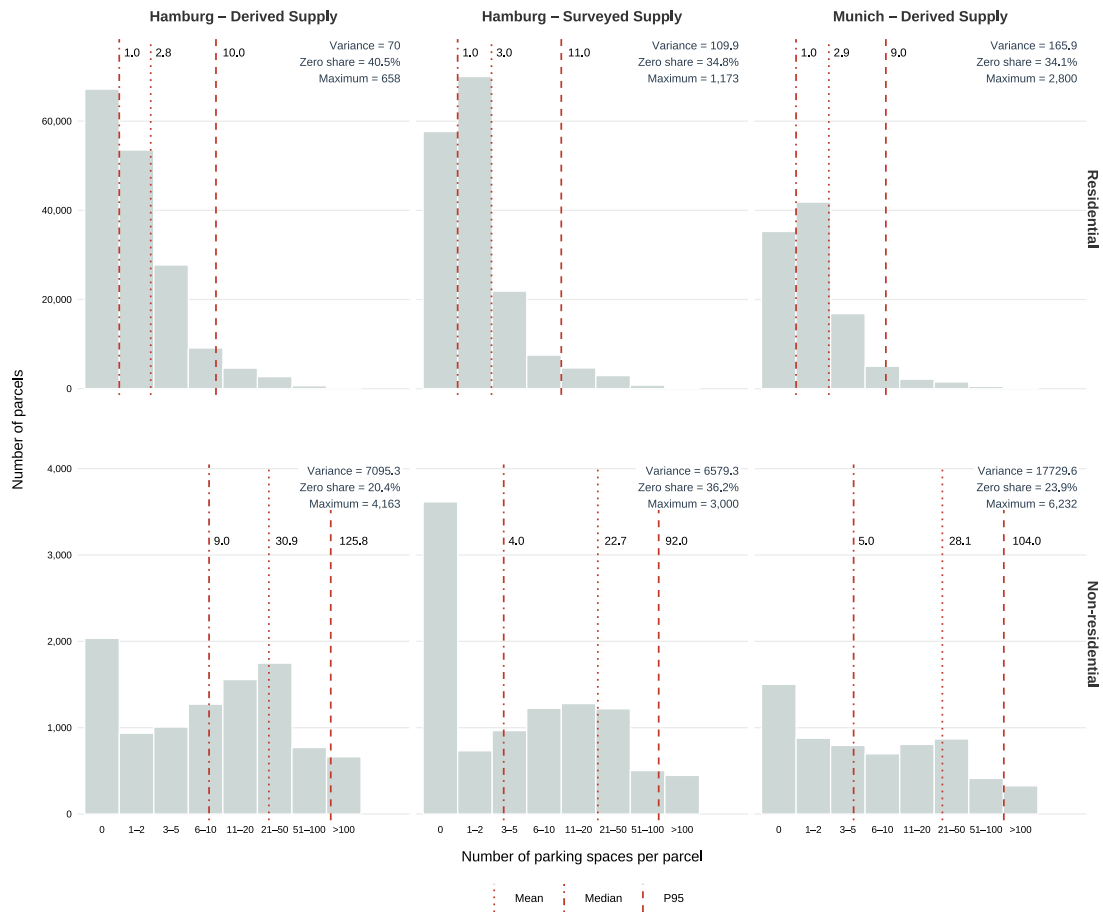 Hamburg – Derived Supply
Hamburg – Surveyed Supply
Munich – Derived Supply
1.0
2.8
10.0
Variance = 70
Zero share = 40.5%
Maximum = 658
1.0
3.0
11.0
Variance = 109.9
Zero share = 34.8%
Maximum = 1,173
1.0
2.9
9.0
Variance = 165.9
Zero share = 34.1%
Maximum = 2,800
60,000
40,000
20,000
0
Residential
Number of parcels
4,000
3,000
2,000
1,000
0
Variance = 7095.3
Zero share = 20.4%
Maximum = 4,163
9.0
30.9
125.8
Variance = 6579.3
Zero share = 36.2%
Maximum = 3,000
4.0
22.7
92.0
Variance = 17729.6
Zero share = 23.9%
Maximum = 6,232
5.0
28.1
104.0
Non-residential
0 1–2 3–5 6–10 11–20 21–50 51–100 >100
0 1–2 3–5 6–10 11–20 21–50 51–100 >100
0 1–2 3–5 6–10 11–20 21–50 51–100 >100
Number of parking spaces per parcel
Mean
Median
P95